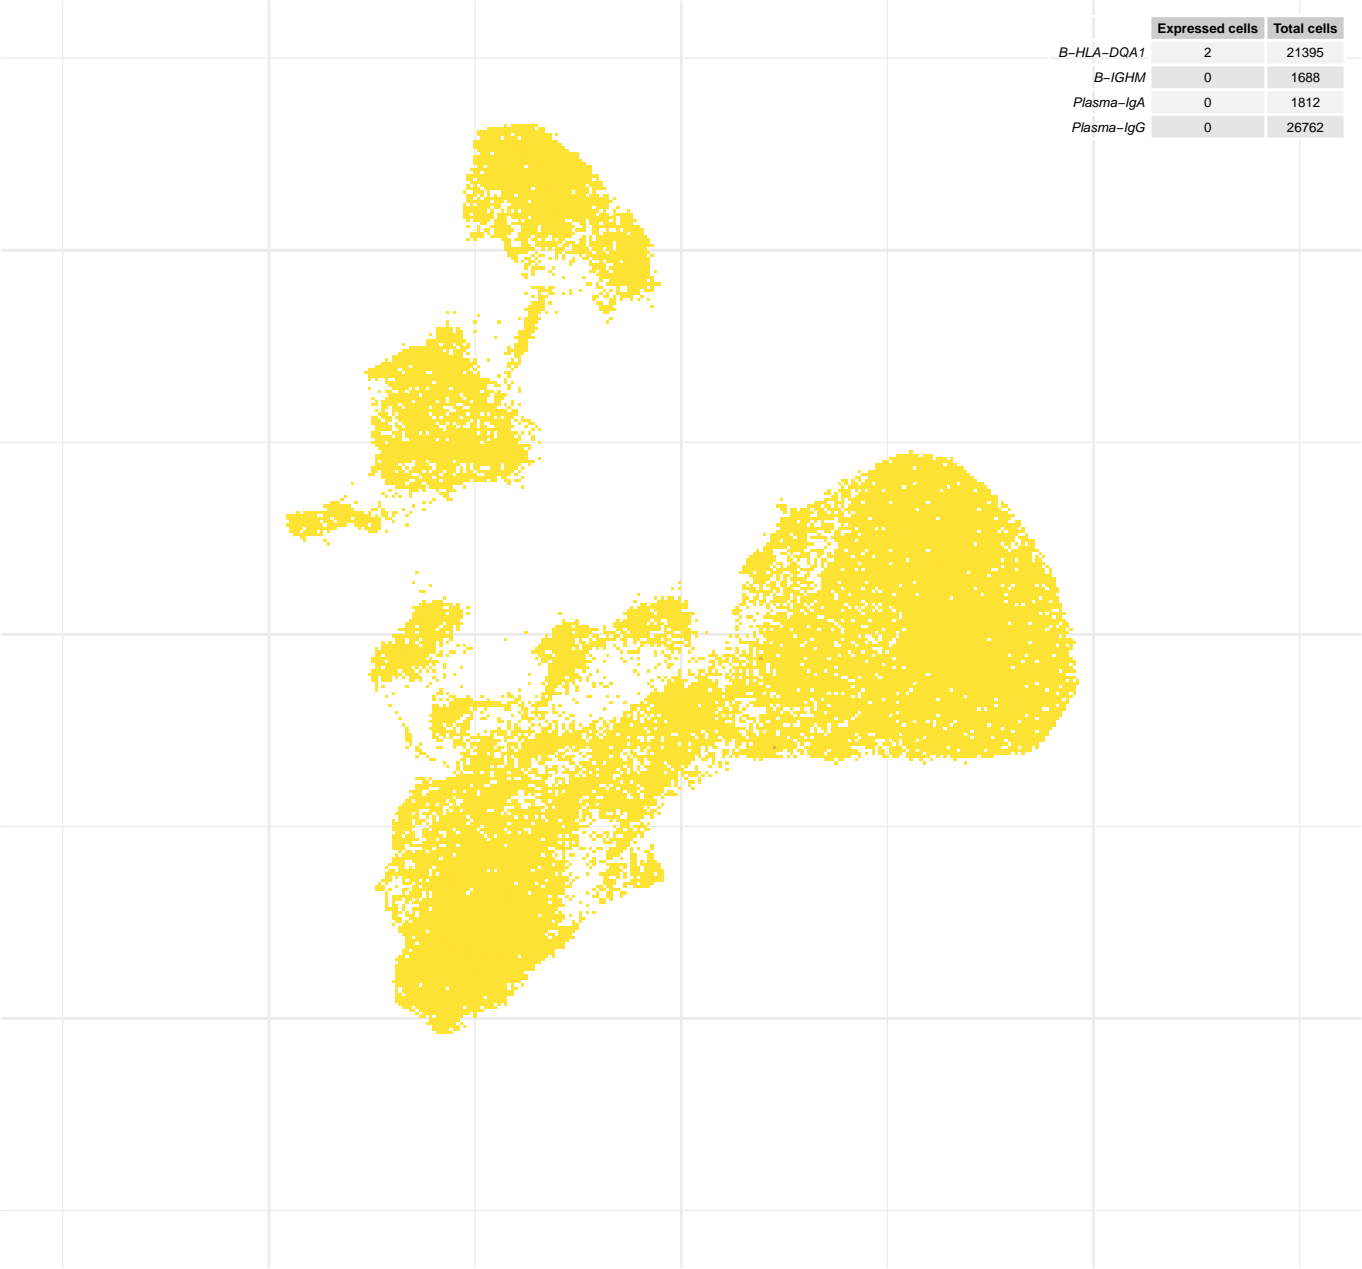 Expressed cells Total cells
B−HLA−DQA1 2 21395
B−IGHM 0 1688
Plasma−IgA 0 1812
Plasma−IgG 0 26762